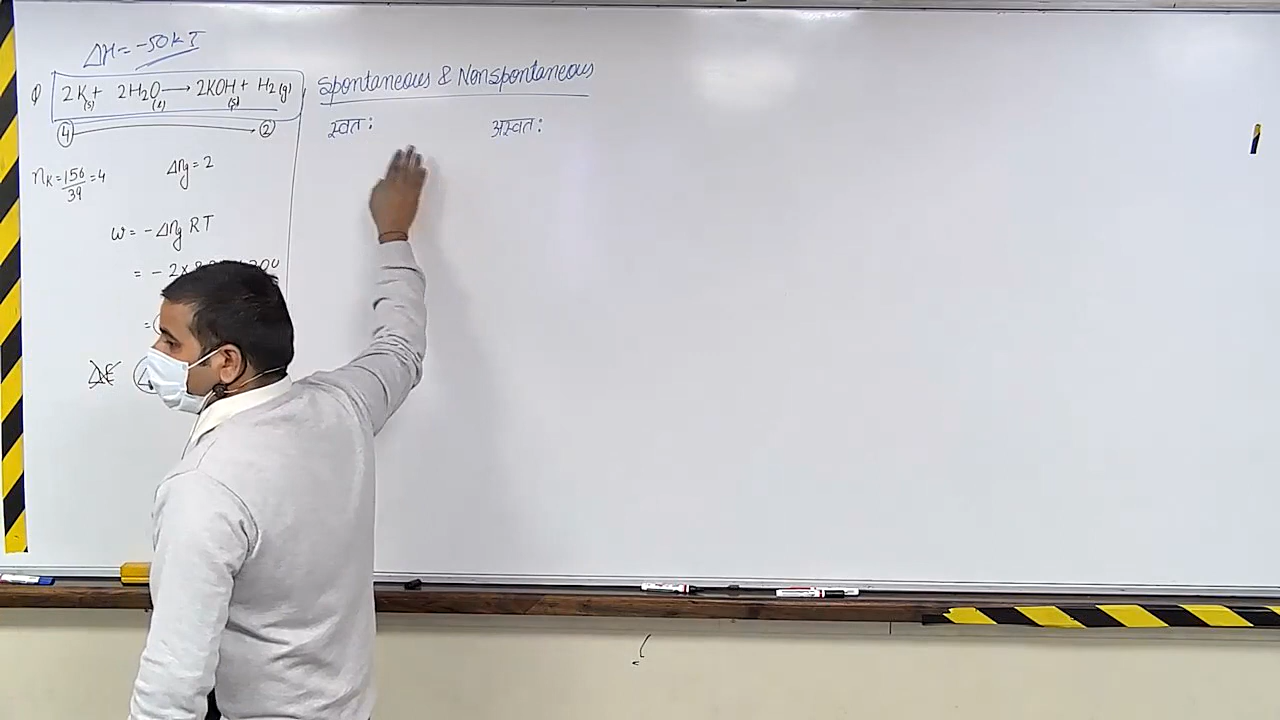 ΔH = -50 kJ
Q 2K(s) + 2H₂O(l) → 2KOH(s) + H₂(g)
④ → ②
nK = 156/39 = 4
Δng = 2
w = -Δng RT
= - 2 ×
=
ΔE
Spontaneous & Nonspontaneous
स्वत: अस्वत: